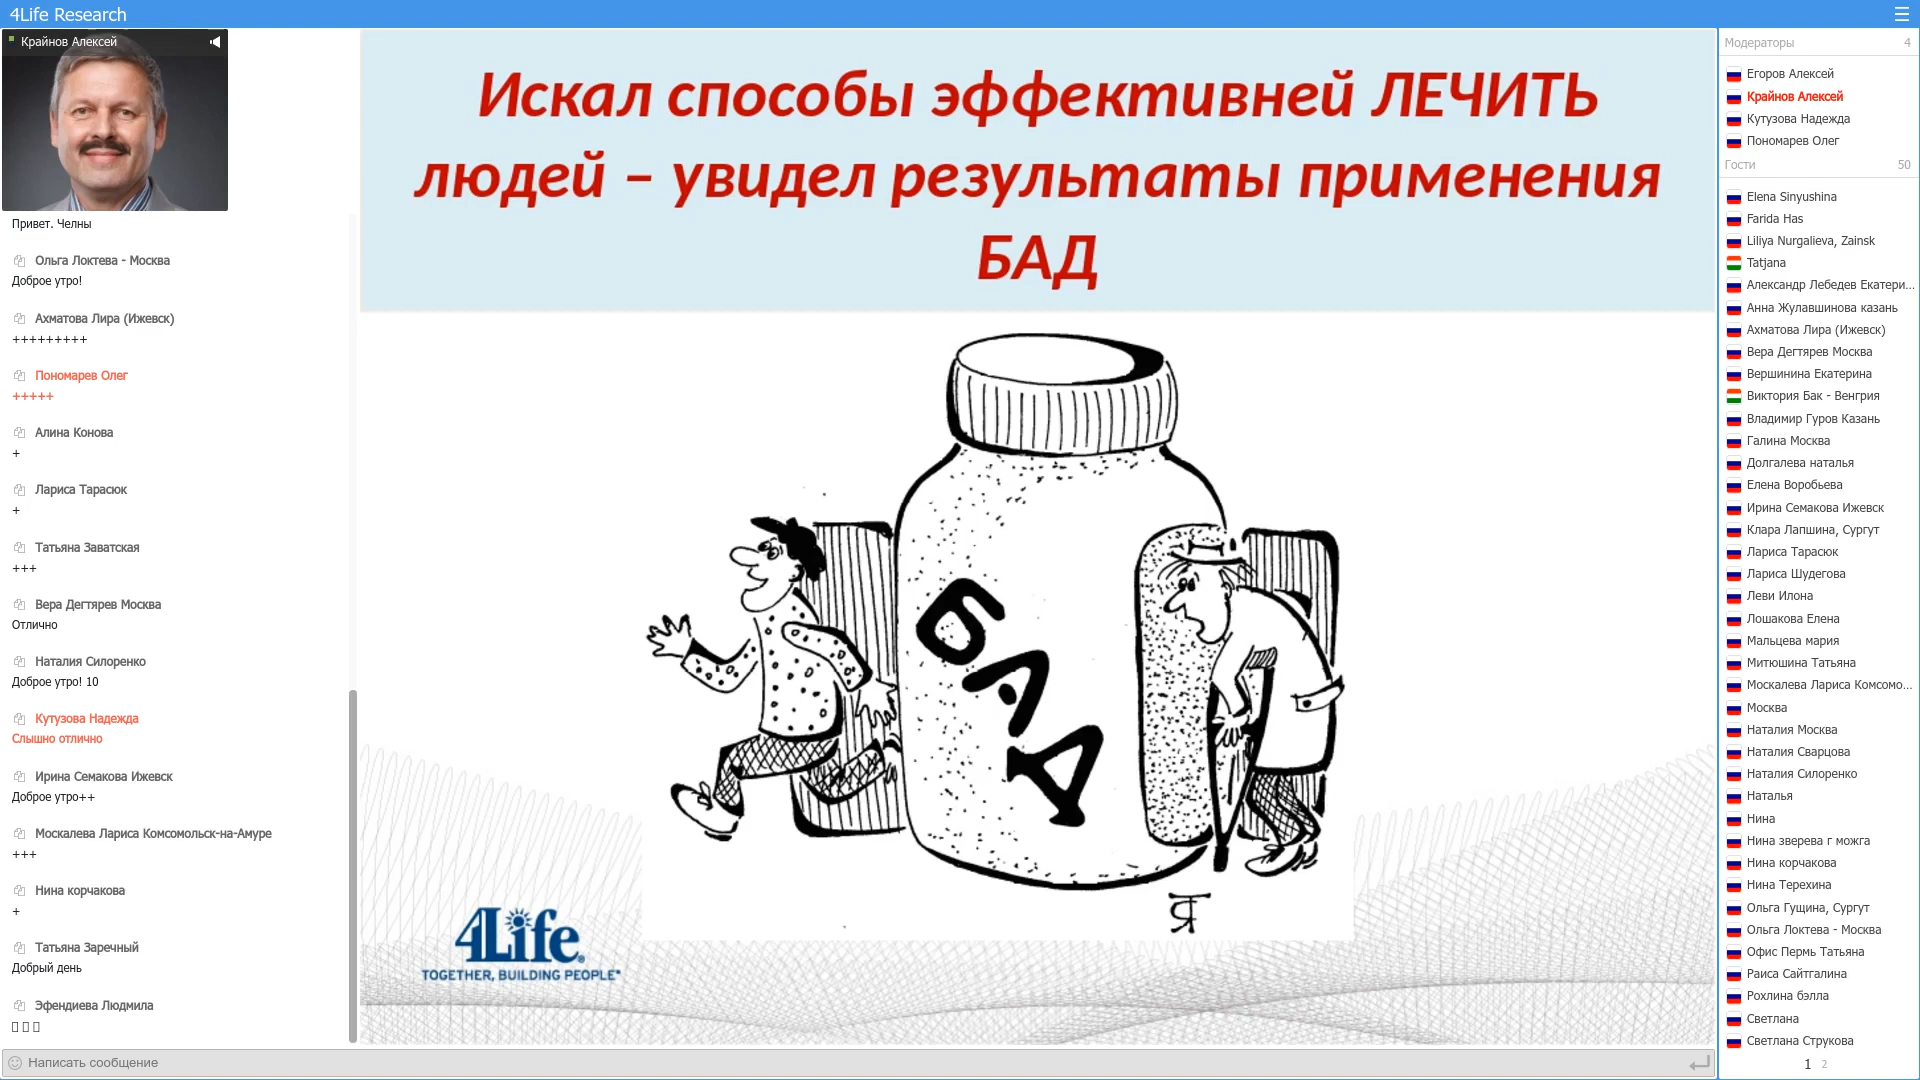 4Life Research
Крайнов Алексей
Привет. Челны
Ольга Локтева - Москва
Доброе утро!
Ахматова Лира (Ижевск)
+++++++++
Пономарев Олег
+++++
Алина Конова
+
Лариса Тарасюк
+
Татьяна Заватская
+++
Вера Дегтярев Москва
Отлично
Наталия Силоренко
Доброе утро! 10
Кутузова Надежда
Слышно отлично
Ирина Семакова Ижевск
Доброе утро++
Москалева Лариса Комсомольск-на-Амуре
+++
Нина корчакова
+
Татьяна Заречный
Добрый день
Эфендиева Людмила
Написать сообщение
Искал способы эффективней ЛЕЧИТЬ
людей – увидел результаты применения
БАД
БАД
4Life®
TOGETHER, BUILDING PEOPLE™
Модераторы 4
Егоров Алексей
Крайнов Алексей
Кутузова Надежда
Пономарев Олег
Гости 50
Elena Sinyushina
Farida Has
Liliya Nurgalieva, Zainsk
Tatjana
Александр Лебедев Екатери...
Анна Жулавшинова казань
Ахматова Лира (Ижевск)
Вера Дегтярев Москва
Вершинина Екатерина
Виктория Бак - Венгрия
Владимир Гуров Казань
Галина Москва
Долгалева наталья
Елена Воробьева
Ирина Семакова Ижевск
Клара Лапшина, Сургут
Лариса Тарасюк
Лариса Шудегова
Леви Илона
Лошакова Елена
Мальцева мария
Митюшина Татьяна
Москалева Лариса Комсомо...
Москва
Наталия Москва
Наталия Сварцова
Наталия Силоренко
Наталья
Нина
Нина зверева г можга
Нина корчакова
Нина Терехина
Ольга Гущина, Сургут
Ольга Локтева - Москва
Офис Пермь Татьяна
Раиса Сайтгалина
Рохлина бэлла
Светлана
Светлана Струкова
1 2